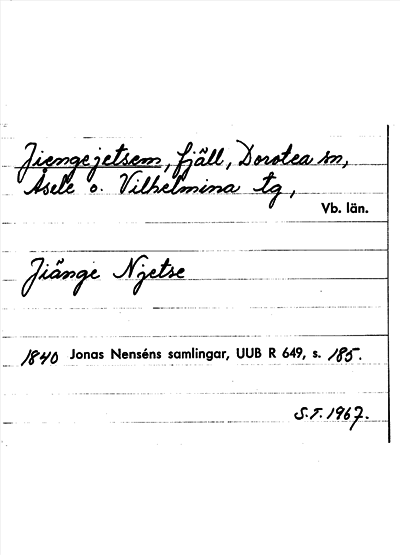 Jiengejetsem, fjäll, Dorotea sn,
Åsele o. Vilhelmina tg,
Vb. län.
Jiänge Njetse
1840 Jonas Nenséns samlingar, UUB R 649, s. 185.
S.F. 1967.